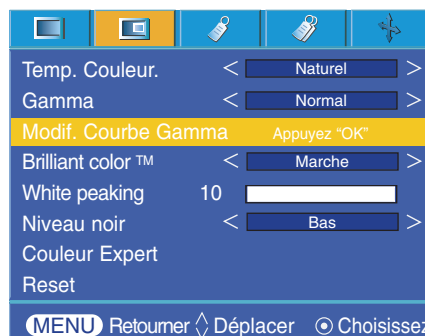 Temp. Couleur. < Naturel >
Gamma < Normal >
Modif. Courbe Gamma Appuyez “OK”
Brilliant color ™ < Marche >
White peaking 10
Niveau noir < Bas >
Couleur Expert
Reset
MENU Retourner Déplacer Choisissez